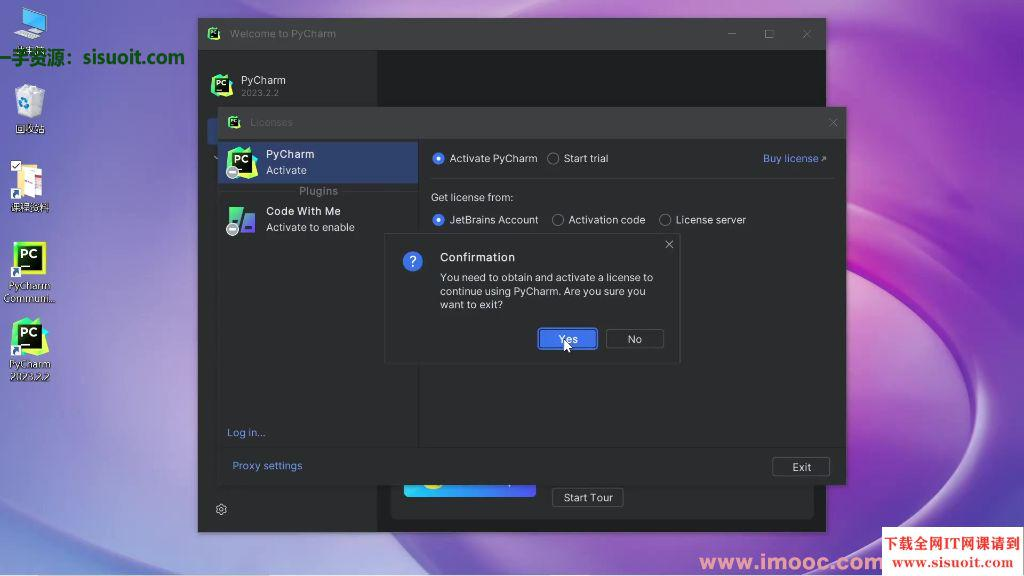 Welcome to PyCharm
一手资源：sisuoit.com
PyCharm
2023.2.2
回收站
Licenses
PyCharm
Activate
Activate PyCharm
Start trial
Buy license
Plugins
课程资料
Get license from:
Code With Me
Activate to enable
JetBrains Account
Activation code
License server
PyCharm
Communi...
Confirmation
You need to obtain and activate a license to
continue using PyCharm. Are you sure you
want to exit?
Yes
No
PyCharm
2023.2.2
Log in...
Proxy settings
Exit
Start Tour
www.imooc.com
下载全网IT网课请到
www.sisuoit.com